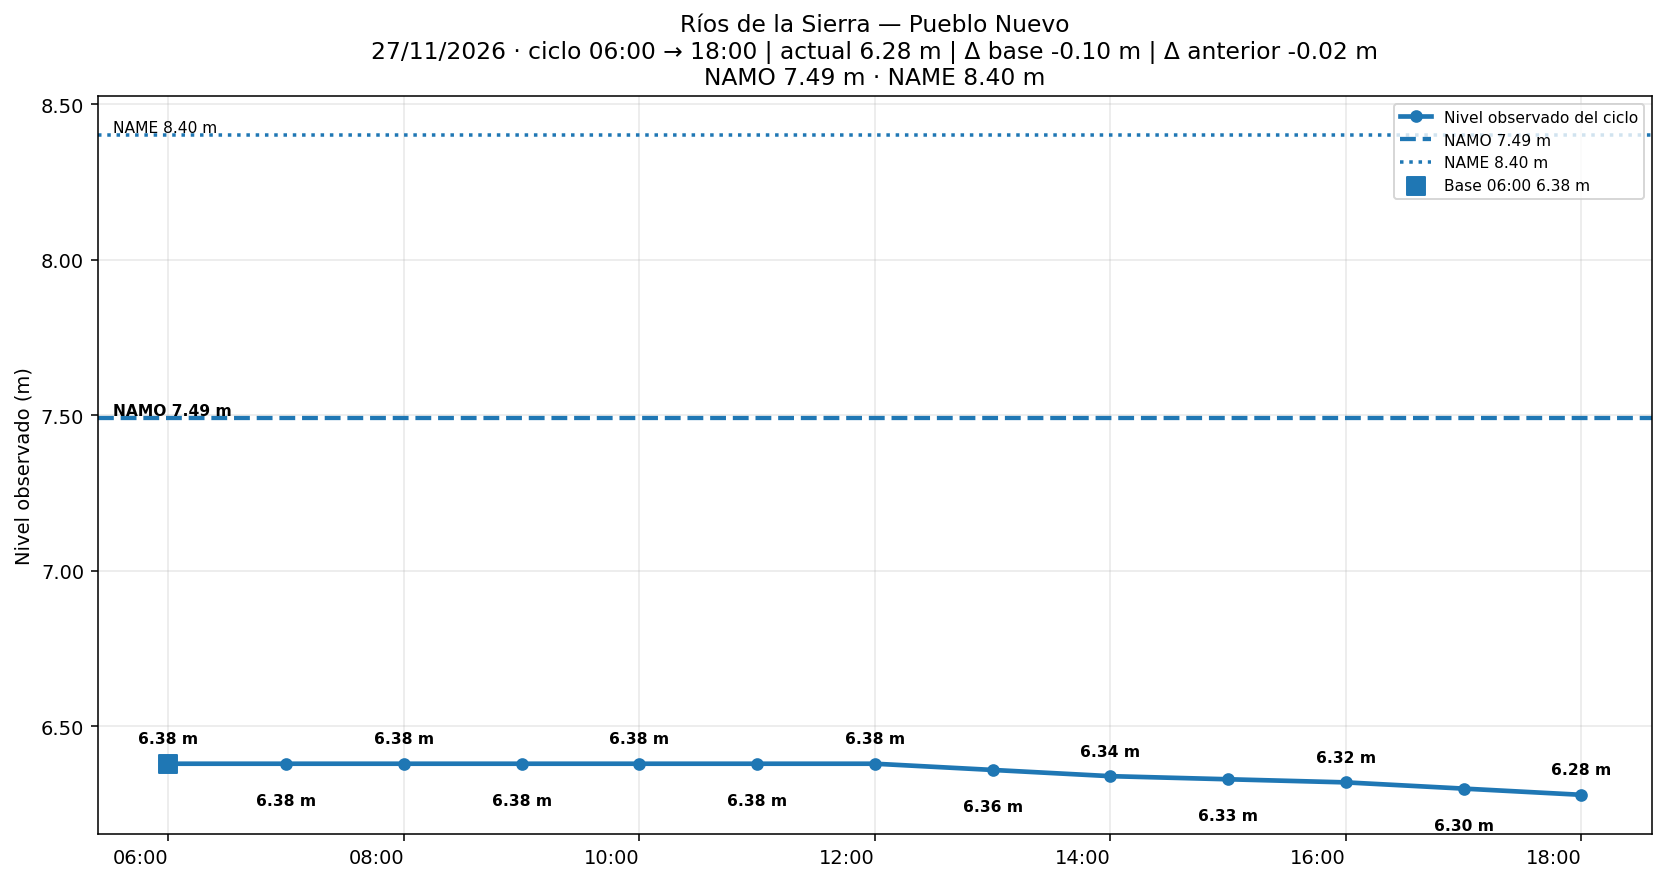 Ríos de la Sierra — Pueblo Nuevo
27/11/2026 · ciclo 06:00 → 18:00 | actual 6.28 m | Δ base -0.10 m | Δ anterior -0.02 m
NAMO 7.49 m · NAME 8.40 m
8.50
8.00
7.50
7.00
6.50
Nivel observado (m)
NAME 8.40 m
Nivel observado del ciclo
NAMO 7.49 m
NAME 8.40 m
Base 06:00 6.38 m
NAMO 7.49 m
6.38 m
6.38 m
6.38 m
6.38 m
6.38 m
6.38 m
6.38 m
6.36 m
6.34 m
6.33 m
6.32 m
6.30 m
6.28 m
06:00
08:00
10:00
12:00
14:00
16:00
18:00